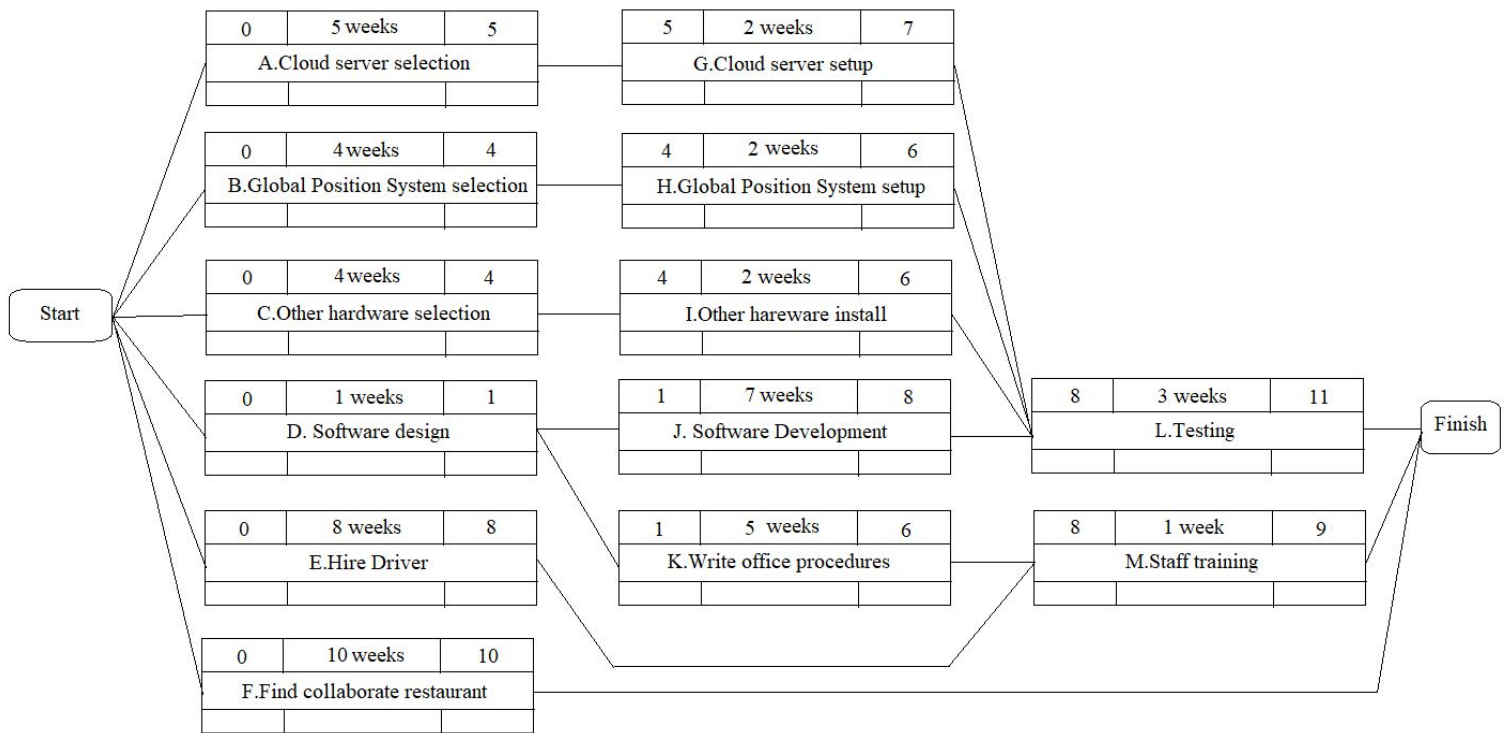 0 5 weeks 5
A.Cloud server selection
5 2 weeks 7
G.Cloud server setup
0 4 weeks 4
B.Global Position System selection
4 2 weeks 6
H.Global Position System setup
0 4 weeks 4
C.Other hardware selection
4 2 weeks 6
I.Other hareware install
Start
0 1 weeks 1
D. Software design
1 7 weeks 8
J. Software Development
8 3 weeks 11
L.Testing
Finish
0 8 weeks 8
E.Hire Driver
1 5 weeks 6
K.Write office procedures
8 1 week 9
M.Staff training
0 10 weeks 10
F.Find collaborate restaurant